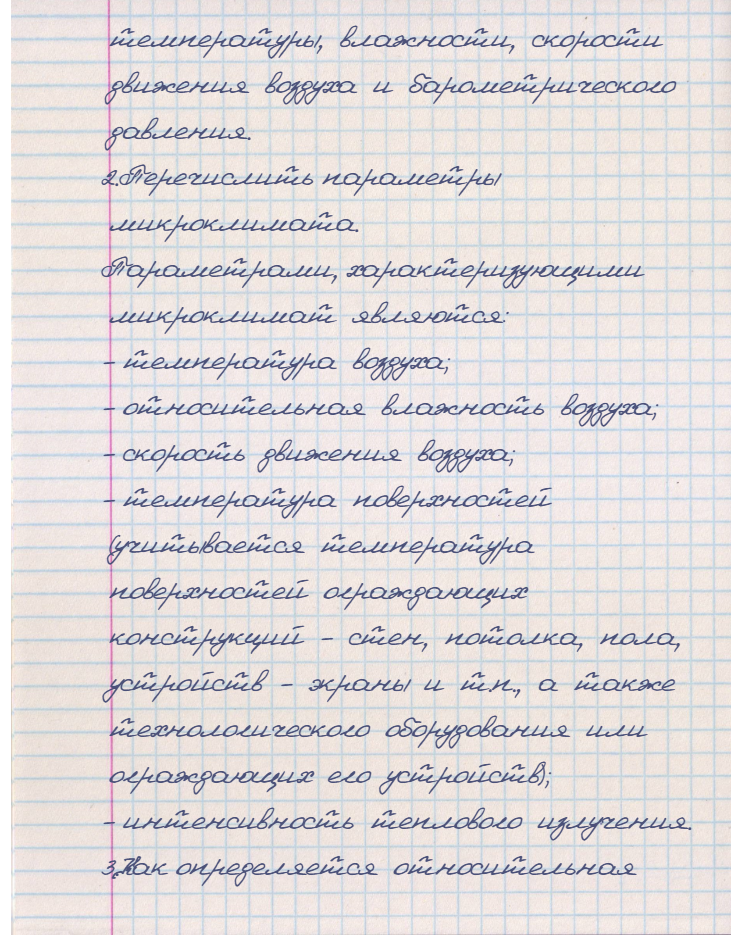 температуры, влажности, скорости
движения воздуха и барометрического
давления.
2.Перечислить параметры
микроклимата.
Параметрами, характеризующими
микроклимат являются:
- температура воздуха;
- относительная влажность воздуха;
- скорость движения воздуха;
- температура поверхностей
(учитывается температура
поверхностей ограждающих
конструкций - стен, потолка, пола,
устройств - экраны и т.п., а также
технологического оборудования или
ограждающих его устройств);
- интенсивность теплового излучения.
3.Как определяется относительная